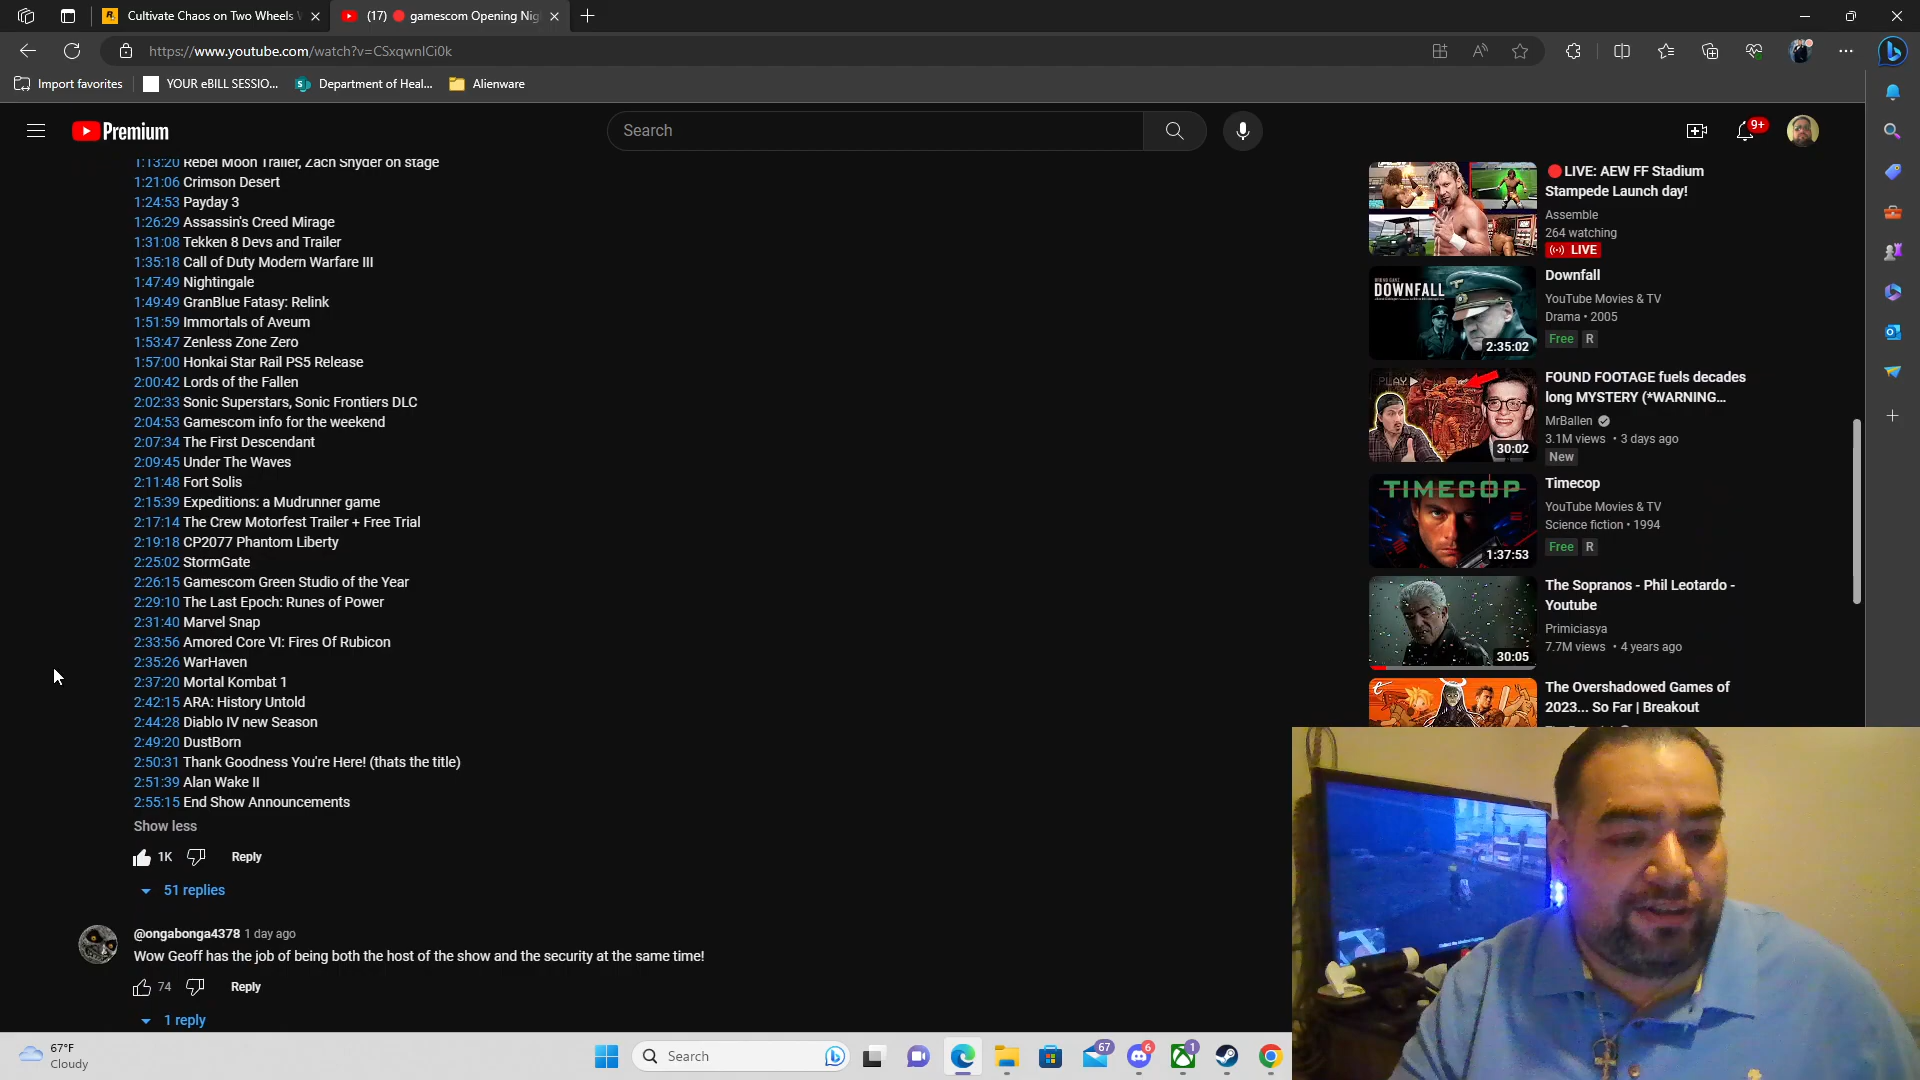 Cultivate Chaos on Two Wheels
(17) 🔴 gamescom Opening Nig
https://www.youtube.com/watch?v=CSxqwnlCi0k
Import favorites
YOUR eBILL SESSIO...
Department of Heal...
Alienware
Premium
Search
9+
1:13:20 Rebel Moon Trailer, Zach Snyder on stage
1:21:06 Crimson Desert
1:24:53 Payday 3
1:26:29 Assassin's Creed Mirage
1:31:08 Tekken 8 Devs and Trailer
1:35:18 Call of Duty Modern Warfare III
1:47:49 Nightingale
1:49:49 GranBlue Fatasy: Relink
1:51:59 Immortals of Aveum
1:53:47 Zenless Zone Zero
1:57:00 Honkai Star Rail PS5 Release
2:00:42 Lords of the Fallen
2:02:33 Sonic Superstars, Sonic Frontiers DLC
2:04:53 Gamescom info for the weekend
2:07:34 The First Descendant
2:09:45 Under The Waves
2:11:48 Fort Solis
2:15:39 Expeditions: a Mudrunner game
2:17:14 The Crew Motorfest Trailer + Free Trial
2:19:18 CP2077 Phantom Liberty
2:25:02 StormGate
2:26:15 Gamescom Green Studio of the Year
2:29:10 The Last Epoch: Runes of Power
2:31:40 Marvel Snap
2:33:56 Amored Core VI: Fires Of Rubicon
2:35:26 WarHaven
2:37:20 Mortal Kombat 1
2:42:15 ARA: History Untold
2:44:28 Diablo IV new Season
2:49:20 DustBorn
2:50:31 Thank Goodness You're Here! (thats the title)
2:51:39 Alan Wake II
2:55:15 End Show Announcements
Show less
1K
Reply
51 replies
@ongabonga4378 1 day ago
Wow Geoff has the job of being both the host of the show and the security at the same time!
74
Reply
1 reply
🔴LIVE: AEW FF Stadium
Stampede Launch day!
Assemble
264 watching
LIVE
DOWNFALL
2:35:02
Downfall
YouTube Movies & TV
Drama • 2005
Free
R
PLAY
30:02
FOUND FOOTAGE fuels decades
long MYSTERY (*WARNING...
MrBallen
3.1M views • 3 days ago
New
TIMECOP
1:37:53
Timecop
YouTube Movies & TV
Science fiction • 1994
Free
R
30:05
The Sopranos - Phil Leotardo -
Youtube
Primiciasya
7.7M views • 4 years ago
The Overshadowed Games of
2023... So Far | Breakout
67°F
Cloudy
Search
67
6
1